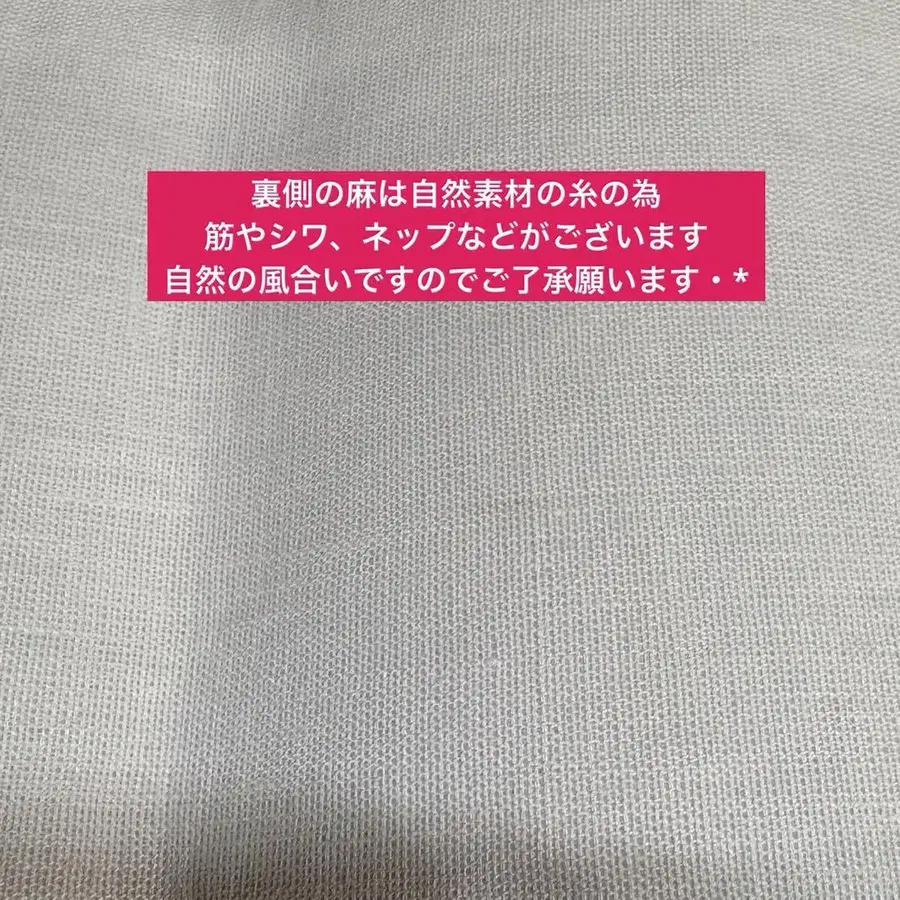 裏側の麻は自然素材の糸の為
筋やシワ、ネップなどがございます
自然の風合いですのでご了承願います・*